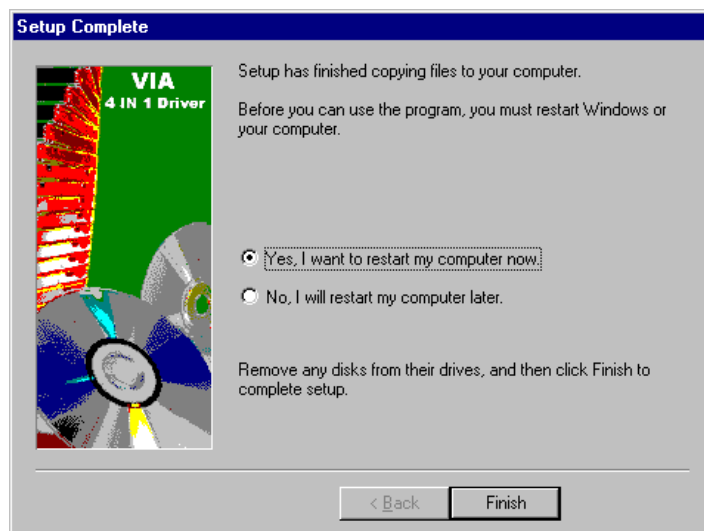 Setup Complete
VIA
4 IN 1 Driver
Setup has finished copying files to your computer.
Before you can use the program, you must restart Windows or
your computer.
Yes, I want to restart my computer now.
No, I will restart my computer later.
Remove any disks from their drives, and then click Finish to
complete setup.
< Back
Finish